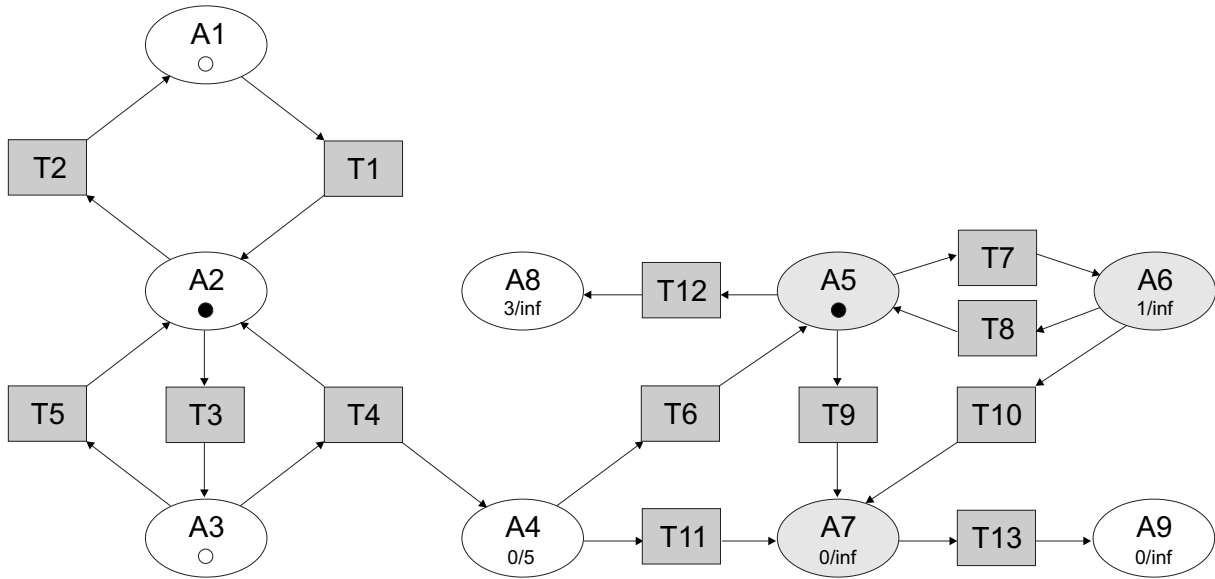 A1
T2
T1
A2
A8
3/inf
T12
A5
T7
T8
A6
1/inf
T5
T3
T4
T6
T9
T10
A3
A4
0/5
T11
A7
0/inf
T13
A9
0/inf